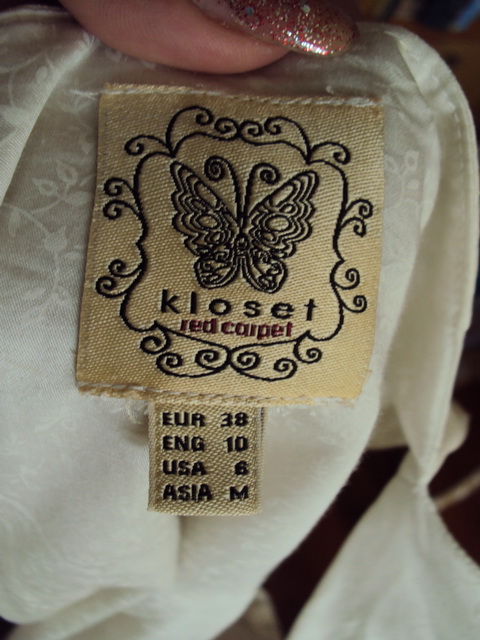 kloset
red carpet
EUR 38
ENG 10
USA 6
ASIA M